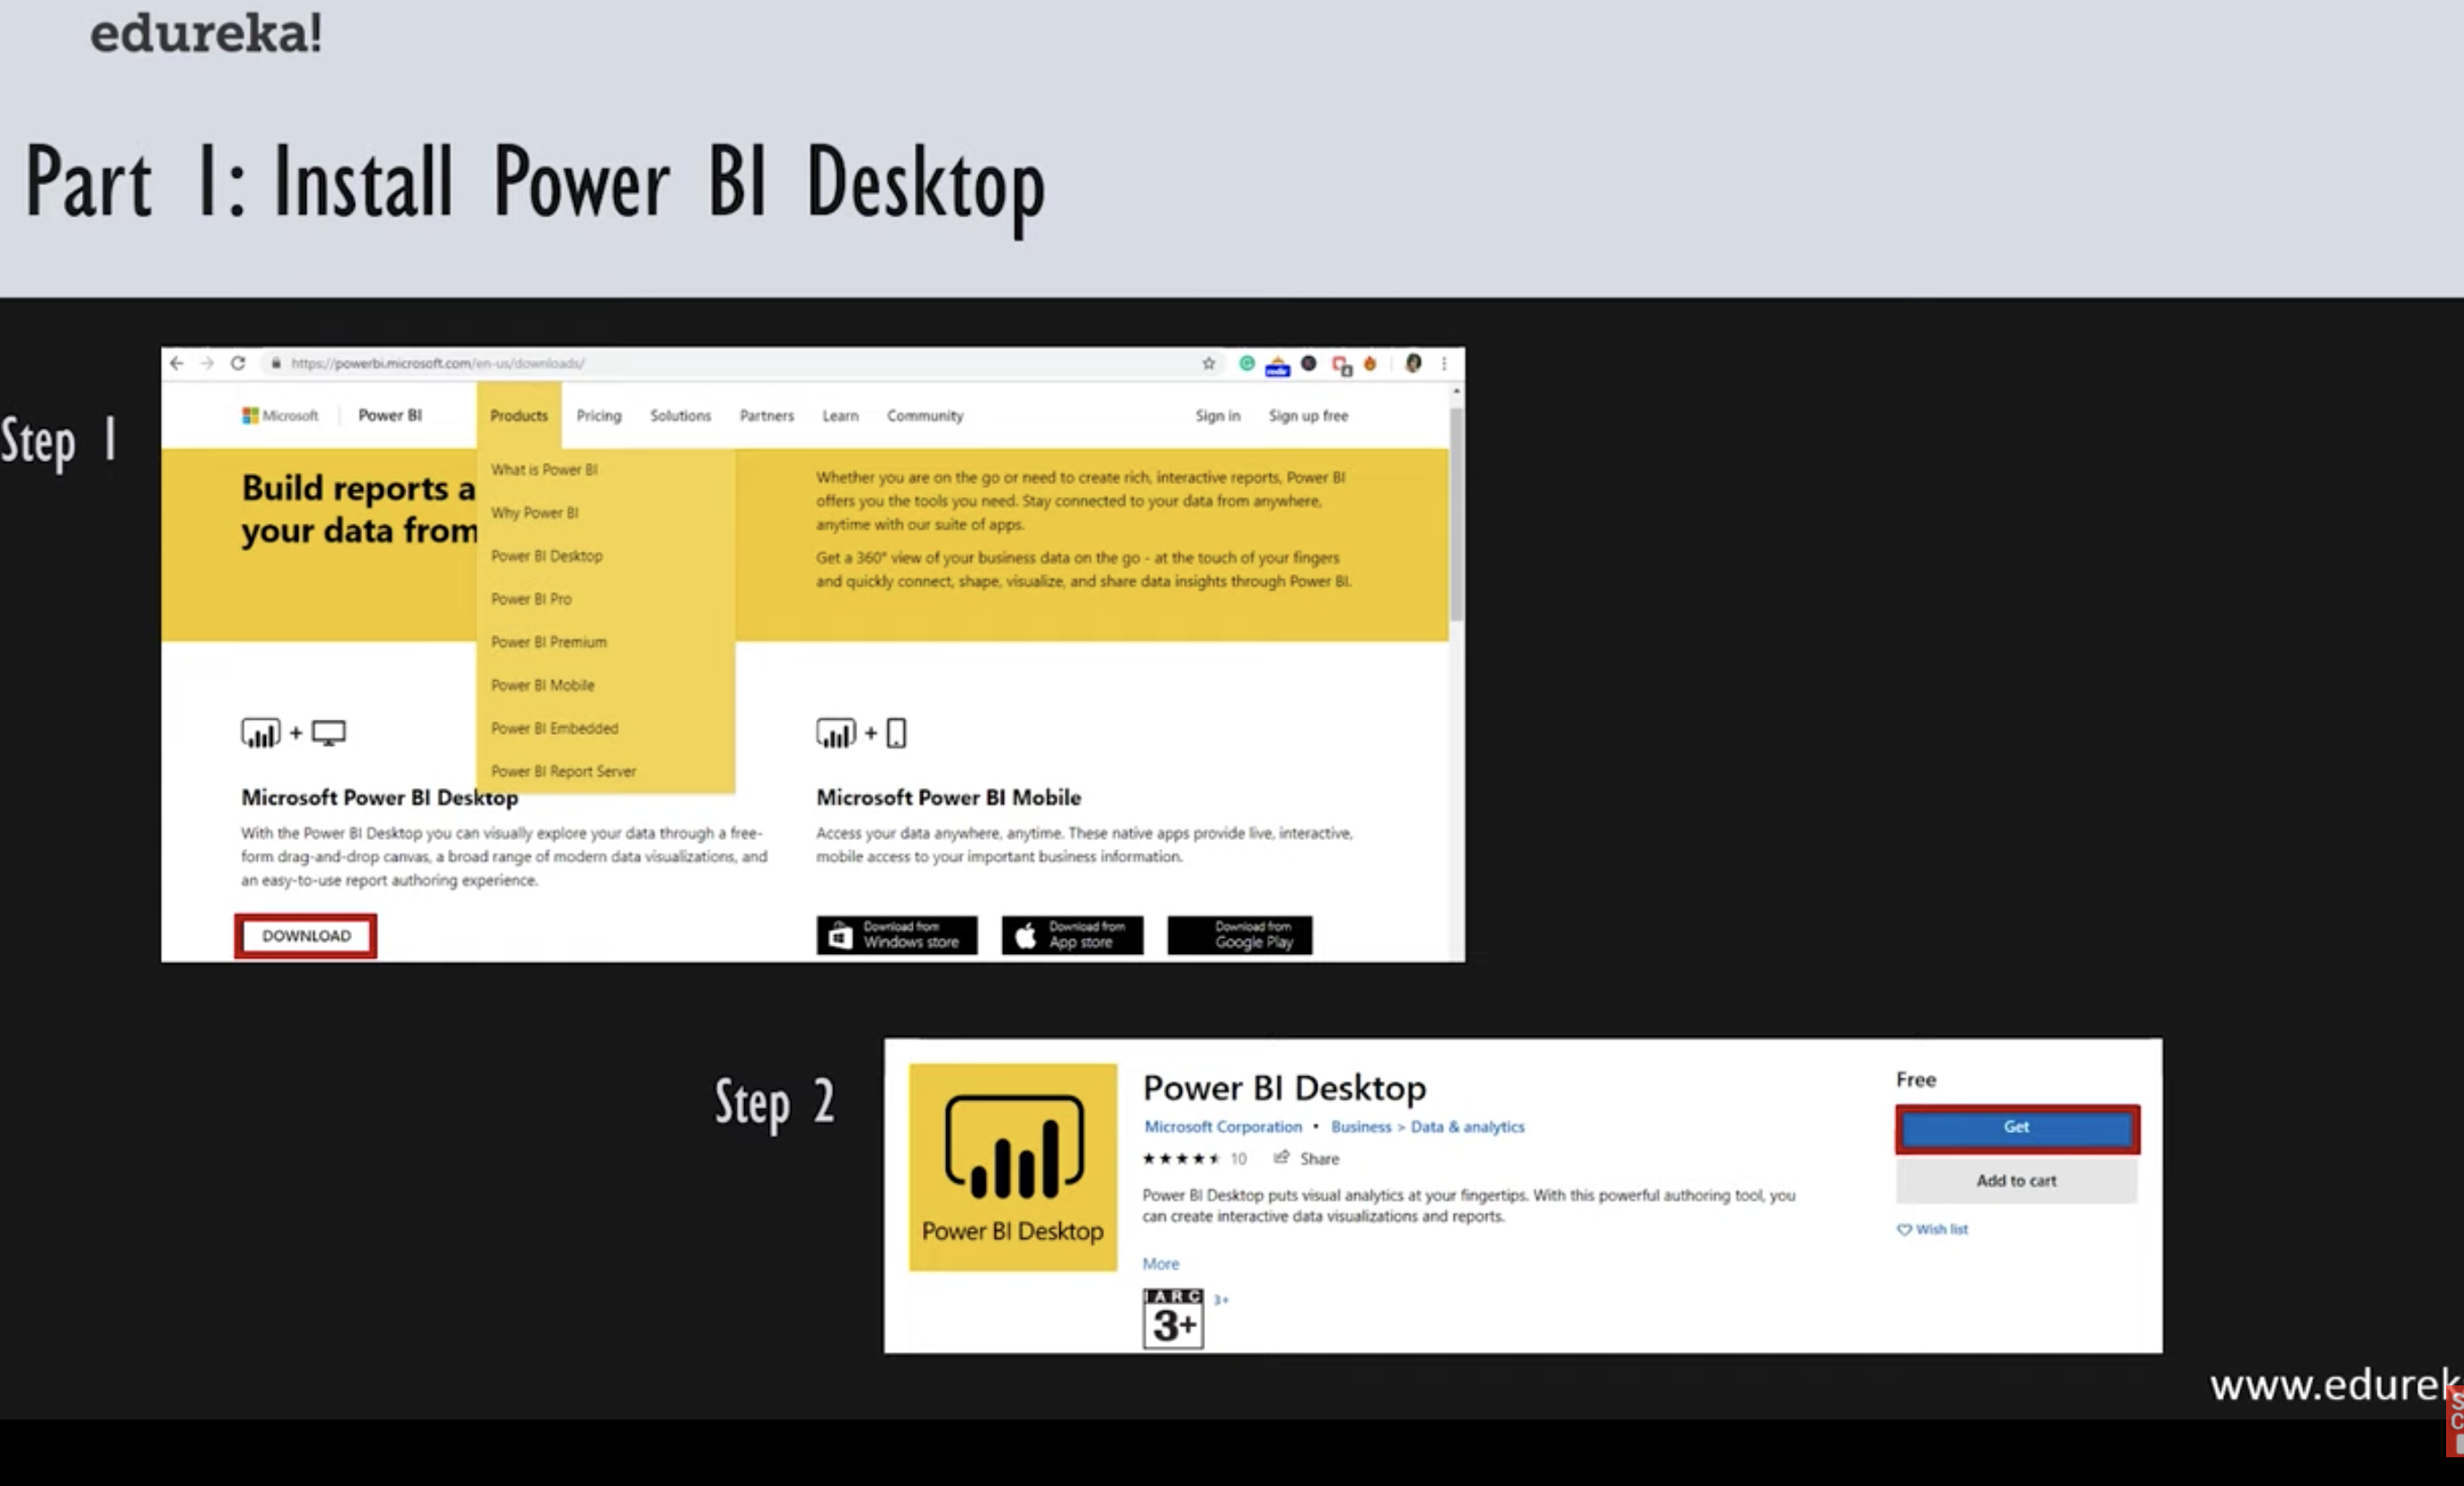 edureka!
Part 1: Install Power BI Desktop
Step 1
https://powerbi.microsoft.com/en-us/downloads/
Microsoft Power BI Products Pricing Solutions Partners Learn Community Sign in Sign up free
Build reports a
your data from
What is Power BI
Why Power BI
Power BI Desktop
Power BI Pro
Power BI Premium
Power BI Mobile
Power BI Embedded
Power BI Report Server
Whether you are on the go or need to create rich, interactive reports, Power BI
offers you the tools you need. Stay connected to your data from anywhere,
anytime with our suite of apps.
Get a 360° view of your business data on the go - at the touch of your fingers
and quickly connect, shape, visualize, and share data insights through Power BI.
Microsoft Power BI Desktop
With the Power BI Desktop you can visually explore your data through a free-
form drag-and-drop canvas, a broad range of modern data visualizations, and
an easy-to-use report authoring experience.
DOWNLOAD
Microsoft Power BI Mobile
Access your data anywhere, anytime. These native apps provide live, interactive,
mobile access to your important business information.
Download from
Windows store
Download from
App store
Download from
Google Play
Step 2
Power BI Desktop
Power BI Desktop
Microsoft Corporation • Business > Data & analytics
10 Share
Power BI Desktop puts visual analytics at your fingertips. With this powerful authoring tool, you
can create interactive data visualizations and reports.
More
IARC
3+
3+
Free
Get
Add to cart
Wish list
www.edurek